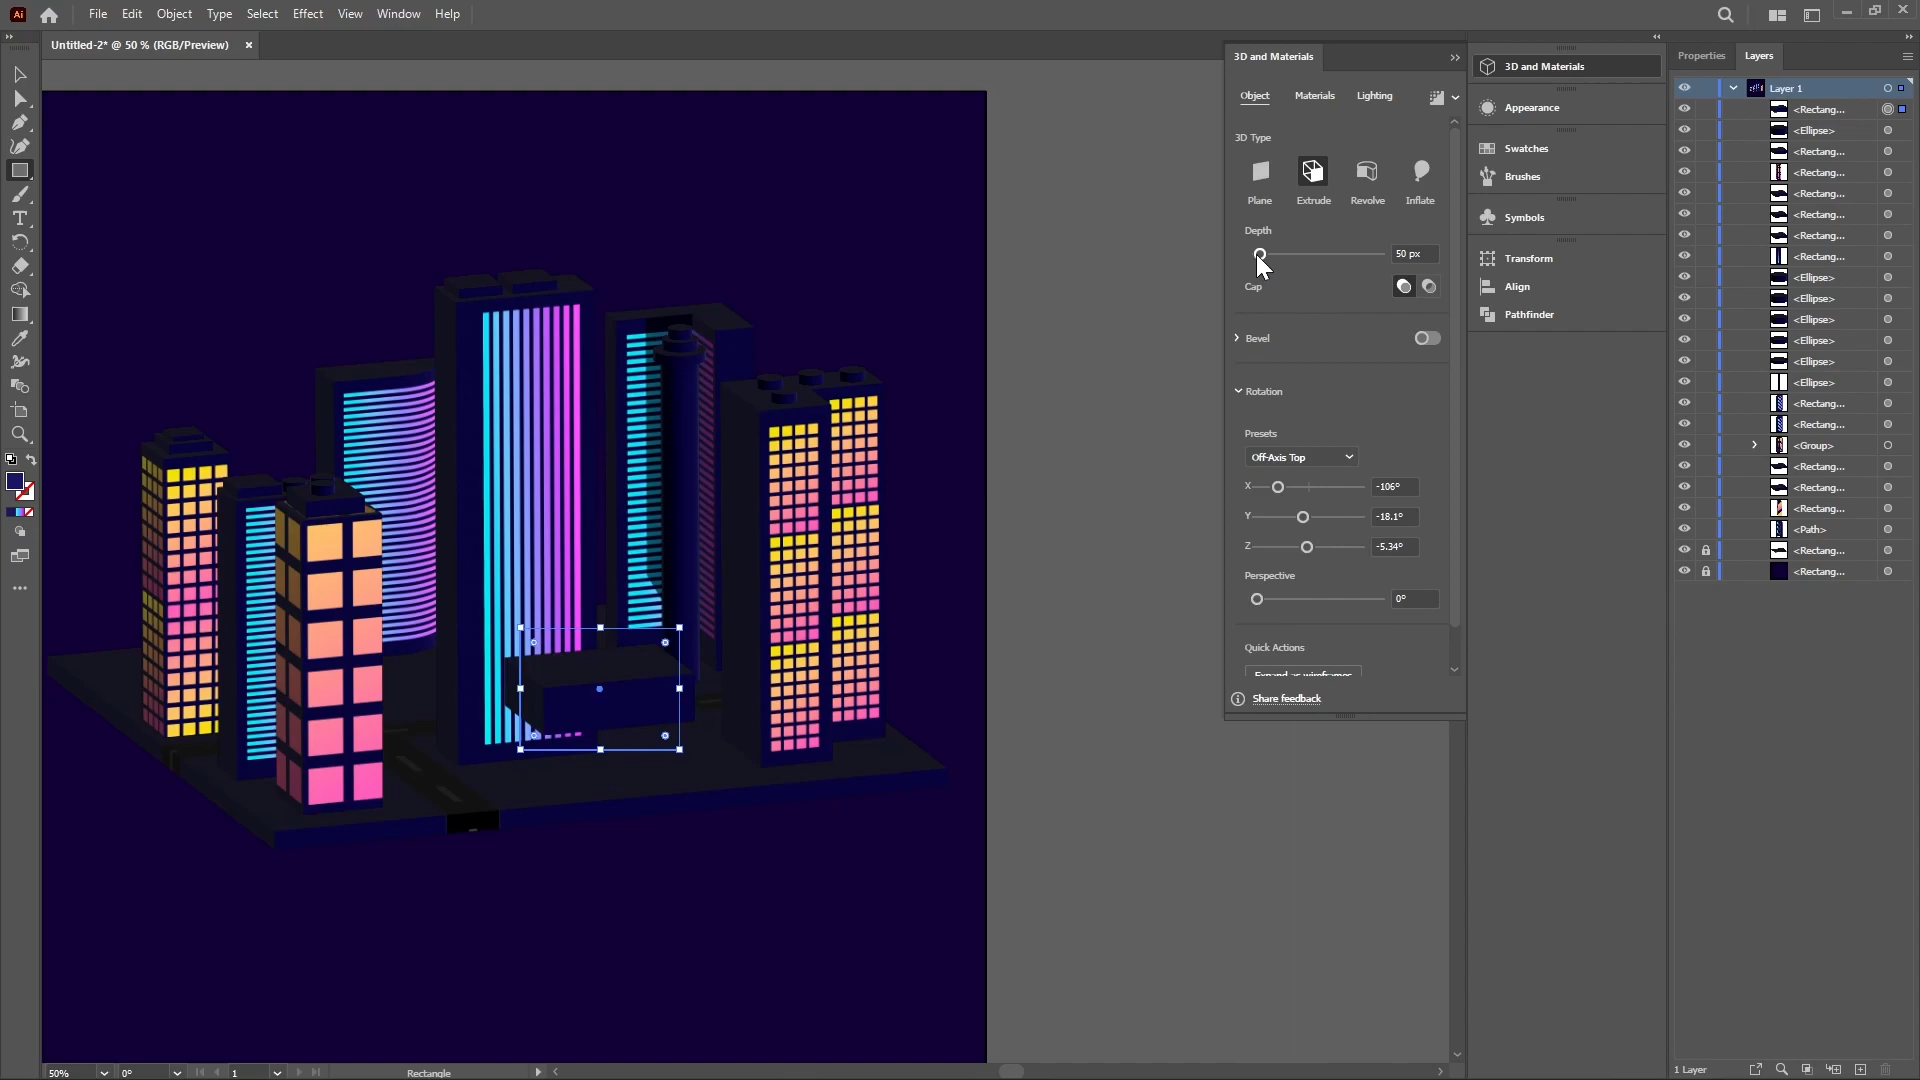 Ai
File
Edit
Object
Type
Select
Effect
View
Window
Help
Untitled-2* @ 50 % (RGB/Preview)
3D and Materials
Object
Materials
Lighting
3D Type
Plane
Extrude
Revolve
Inflate
Depth
50 px
Cap
Bevel
Rotation
Presets
Off-Axis Top
X
-106°
Y
-18.1°
Z
-5.34°
Perspective
0°
Quick Actions
Expand as wireframes
Share feedback
3D and Materials
Appearance
Swatches
Brushes
Symbols
Transform
Align
Pathfinder
Properties
Layers
Layer 1
<Rectang...
<Ellipse>
<Rectang...
<Rectang...
<Rectang...
<Rectang...
<Rectang...
<Rectang...
<Ellipse>
<Ellipse>
<Ellipse>
<Ellipse>
<Ellipse>
<Ellipse>
<Rectang...
<Rectang...
<Group>
<Rectang...
<Rectang...
<Rectang...
<Path>
<Rectang...
<Rectang...
1 Layer
50%
0°
1
Rectangle